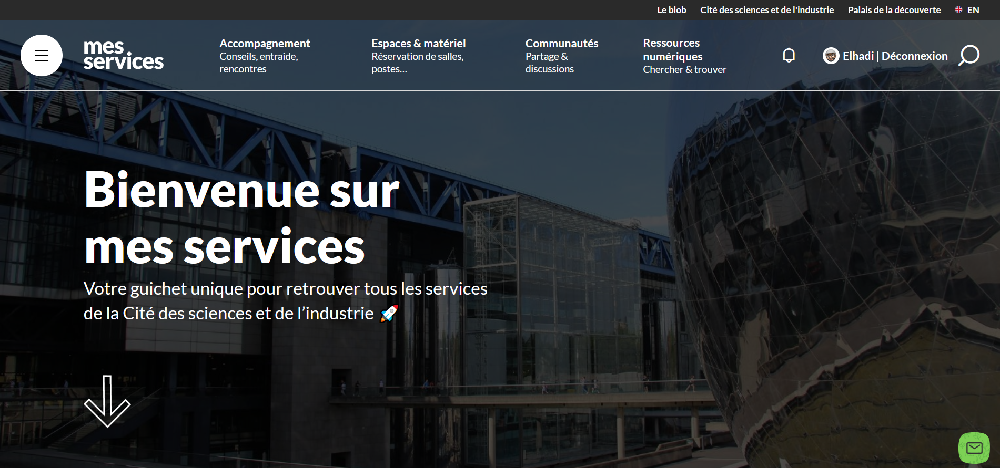 Le blob Cité des sciences et de l'industrie Palais de la découverte EN
mes
services
Accompagnement
Conseils, entraide,
rencontres
Espaces & matériel
Réservation de salles,
postes...
Communautés
Partage &
discussions
Ressources
numériques
Chercher & trouver
Elhadi | Déconnexion
Bienvenue sur
mes services
Votre guichet unique pour retrouver tous les services
de la Cité des sciences et de l’industrie 🚀